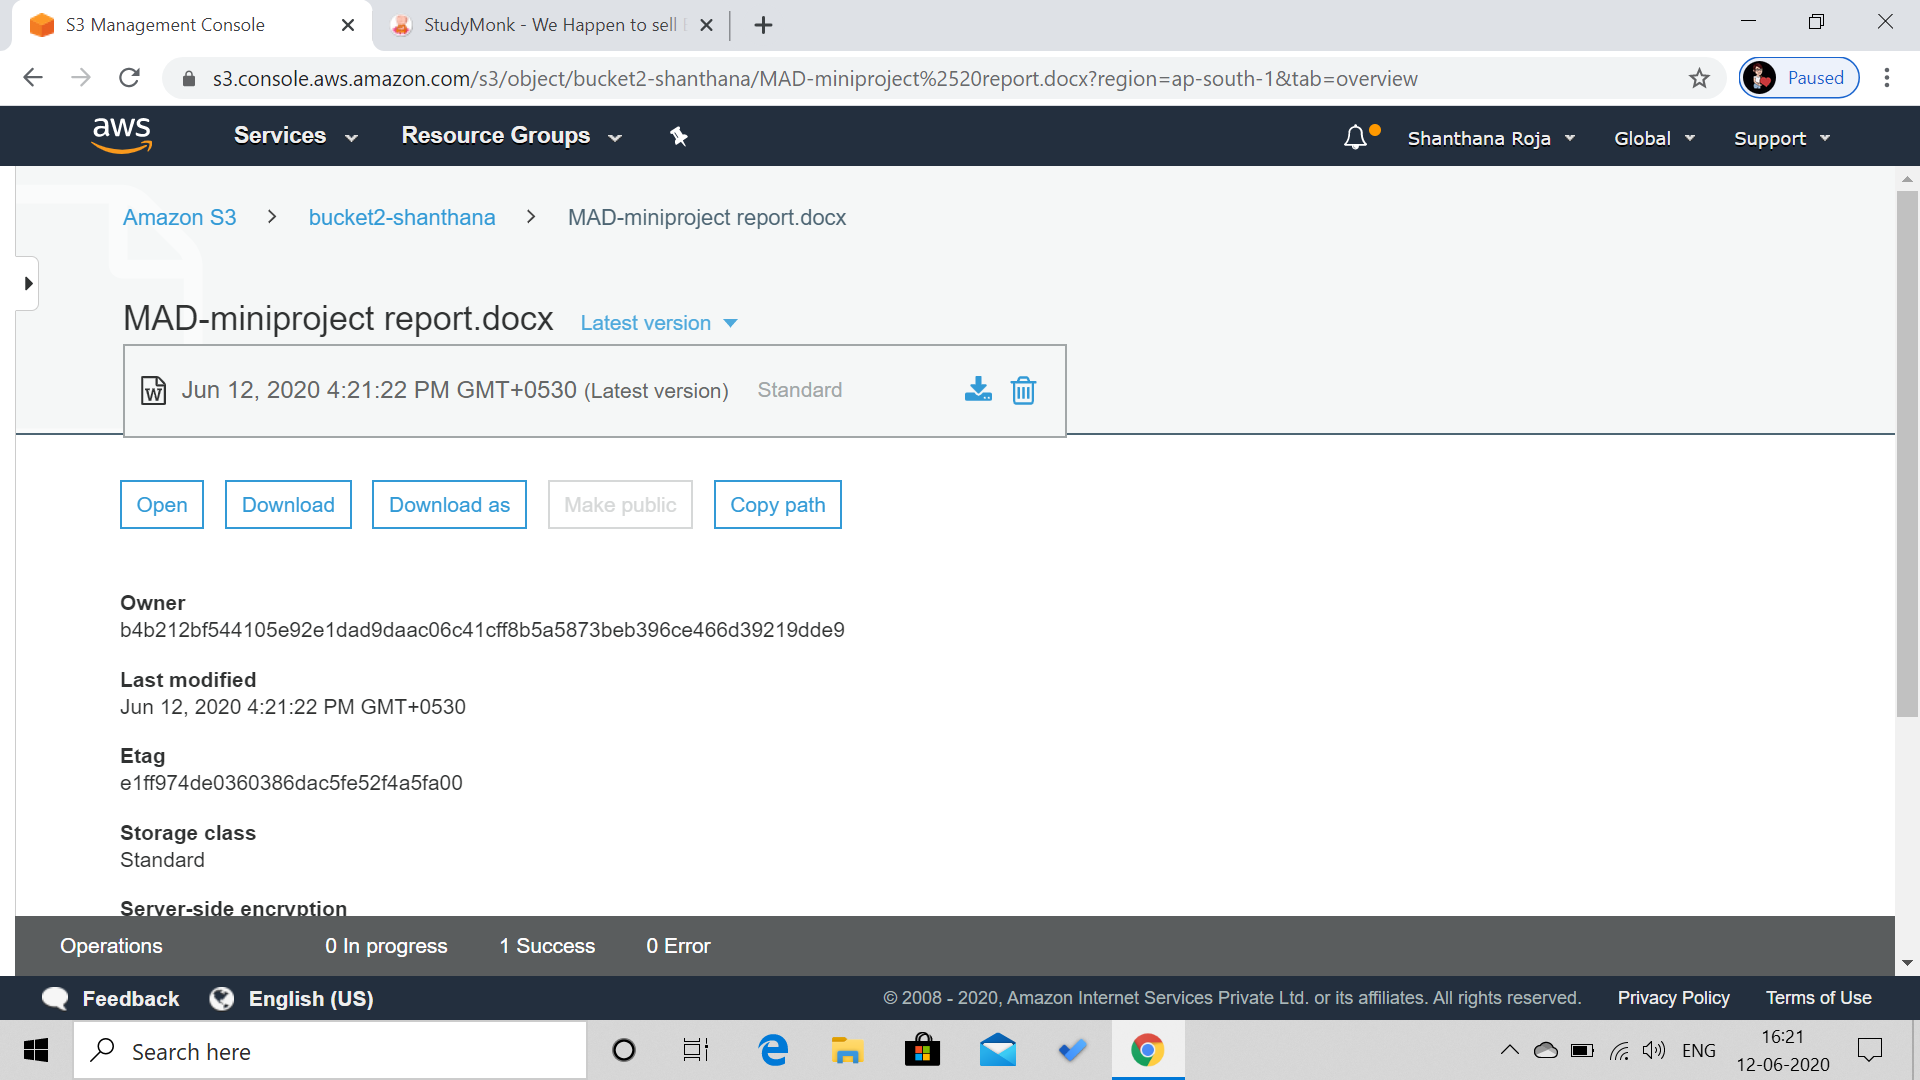 S3 Management Console
StudyMonk - We Happen to sell
s3.console.aws.amazon.com/s3/object/bucket2-shanthana/MAD-miniproject%2520report.docx?region=ap-south-1&tab=overview
Paused
aws
Services
Resource Groups
Shanthana Roja
Global
Support
Amazon S3 > bucket2-shanthana > MAD-miniproject report.docx
MAD-miniproject report.docx Latest version
Jun 12, 2020 4:21:22 PM GMT+0530 (Latest version) Standard
Open
Download
Download as
Make public
Copy path
Owner
b4b212bf544105e92e1dad9daac06c41cff8b5a5873beb396ce466d39219dde9
Last modified
Jun 12, 2020 4:21:22 PM GMT+0530
Etag
e1ff974de0360386dac5fe52f4a5fa00
Storage class
Standard
Server-side encryption
Operations 0 In progress 1 Success 0 Error
Feedback English (US)
© 2008 - 2020, Amazon Internet Services Private Ltd. or its affiliates. All rights reserved. Privacy Policy Terms of Use
Search here
ENG
16:21
12-06-2020